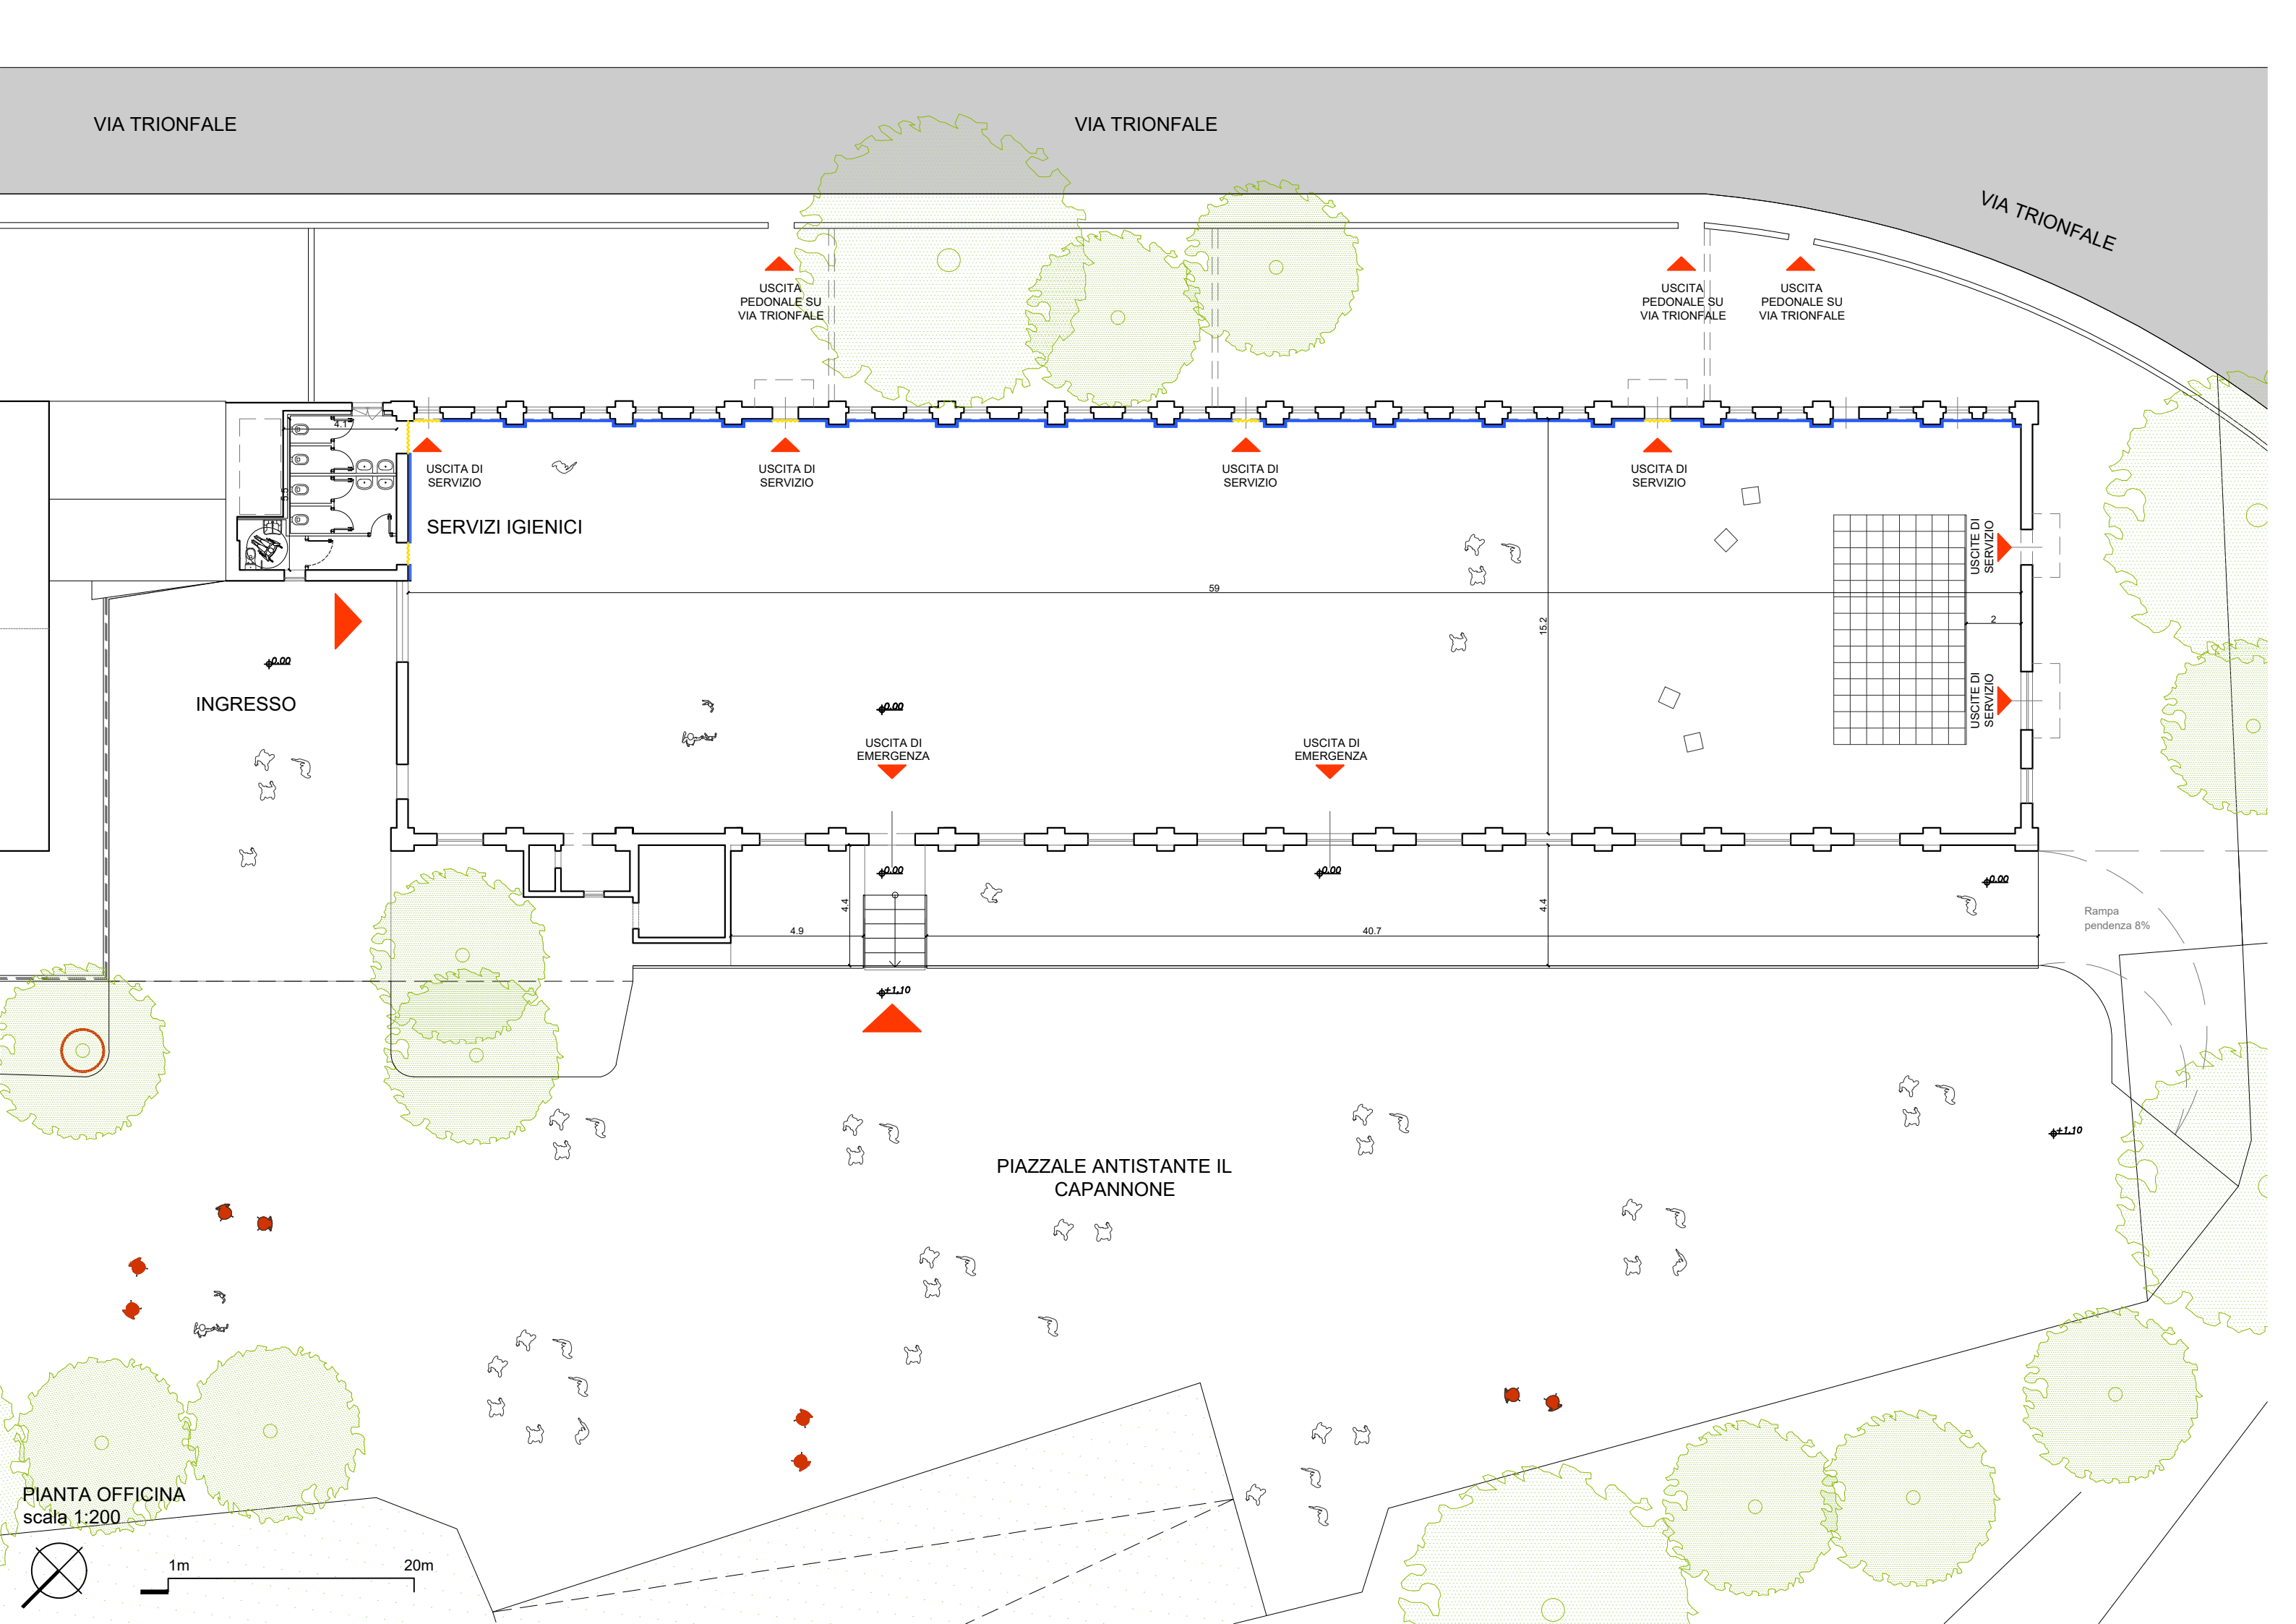 VIA TRIONFALE
VIA TRIONFALE
VIA TRIONFALE
USCITA
PEDONALE SU
VIA TRIONFALE
USCITA
PEDONALE SU
VIA TRIONFALE
USCITA
PEDONALE SU
VIA TRIONFALE
4.1
5.5
USCITA DI
SERVIZIO
USCITA DI
SERVIZIO
USCITA DI
SERVIZIO
USCITA DI
SERVIZIO
SERVIZI IGIENICI
USCITE DI
SERVIZIO
59
15.2
2
0.00
INGRESSO
USCITE DI
SERVIZIO
0.00
USCITA DI
EMERGENZA
USCITA DI
EMERGENZA
0.00
0.00
0.00
4.4
4.4
4.9
40.7
Rampa
pendenza 8%
+1.10
+1.10
PIAZZALE ANTISTANTE IL
CAPANNONE
PIANTA OFFICINA
scala 1:200
1m
20m